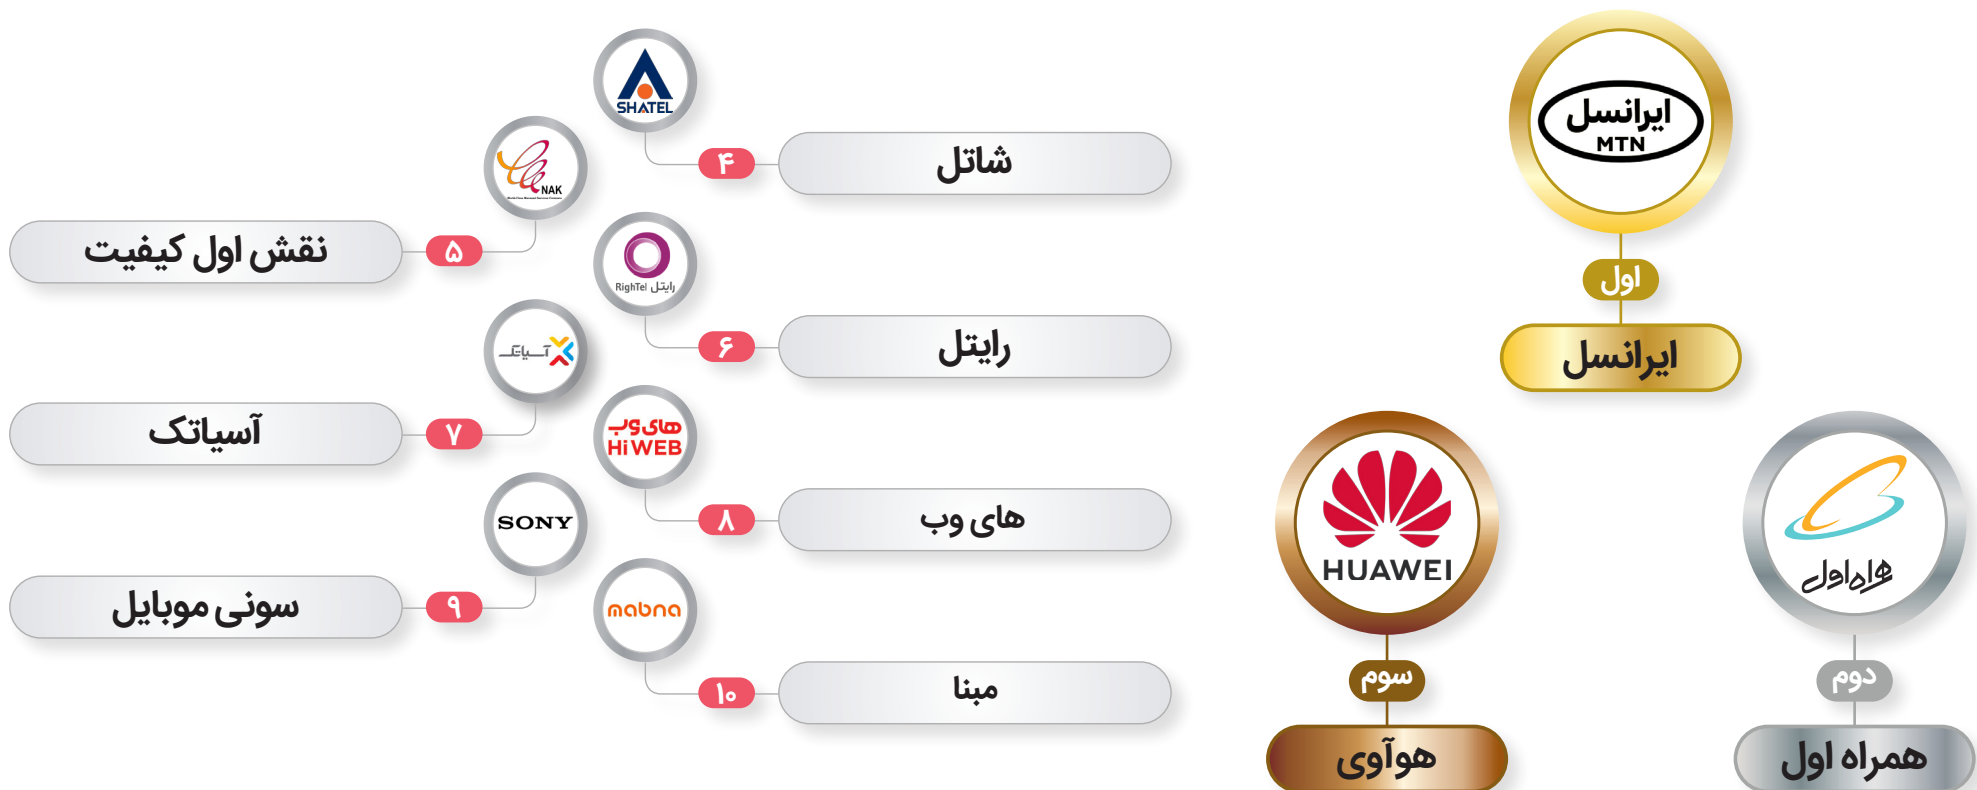 ایرانسل
MTN
اول
ایرانسل
همراه اول
دوم
همراه اول
HUAWEI
سوم
هوآوی
SHATEL
۴
شاتل
NAK
۵
نقش اول کیفیت
رایتل RighTel
۶
رایتل
آسیاتک
۷
آسیاتک
های وب
HiWEB
۸
های وب
SONY
۹
سونی موبایل
mabna
۱۰
مبنا